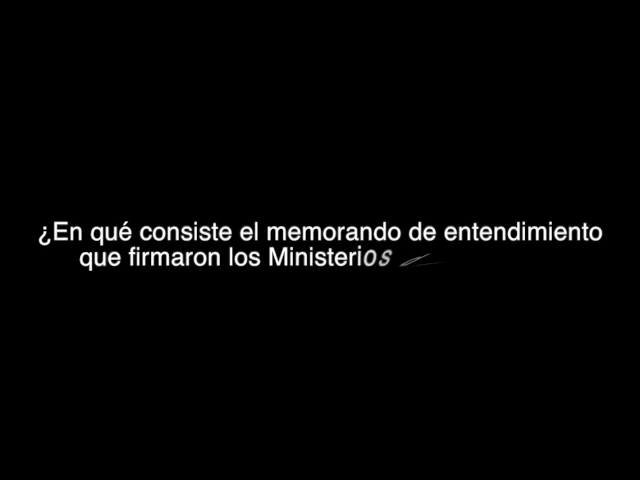 ¿En qué consiste el memorando de entendimiento
que firmaron los Ministerios